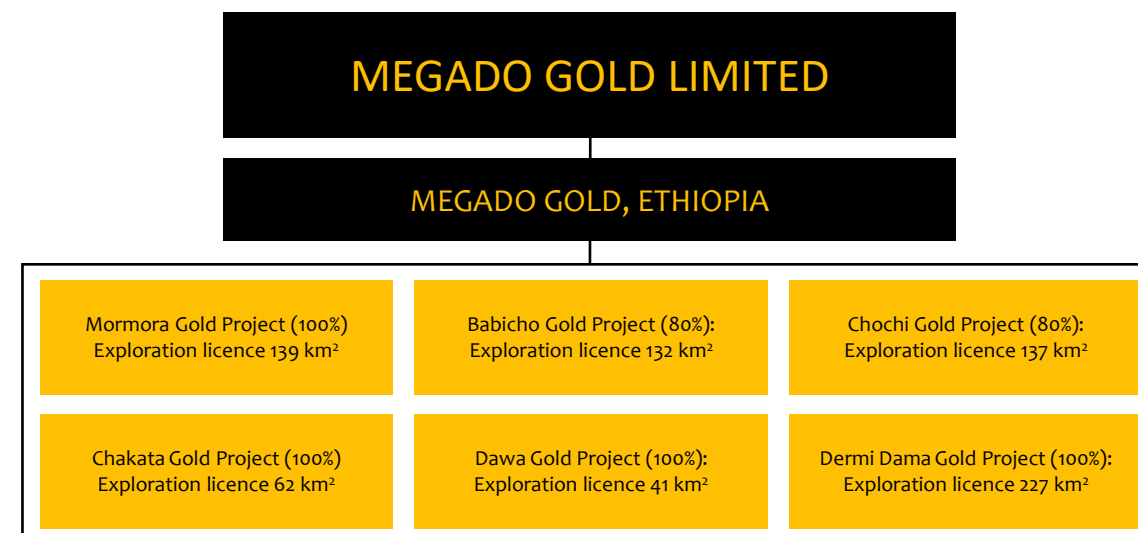 MEGADO GOLD LIMITED
MEGADO GOLD, ETHIOPIA
Mormora Gold Project (100%)
Exploration licence 139 km²
Babicho Gold Project (80%):
Exploration licence 132 km²
Chochi Gold Project (80%):
Exploration licence 137 km²
Chakata Gold Project (100%)
Exploration licence 62 km²
Dawa Gold Project (100%):
Exploration licence 41 km²
Dermi Dama Gold Project (100%):
Exploration licence 227 km²